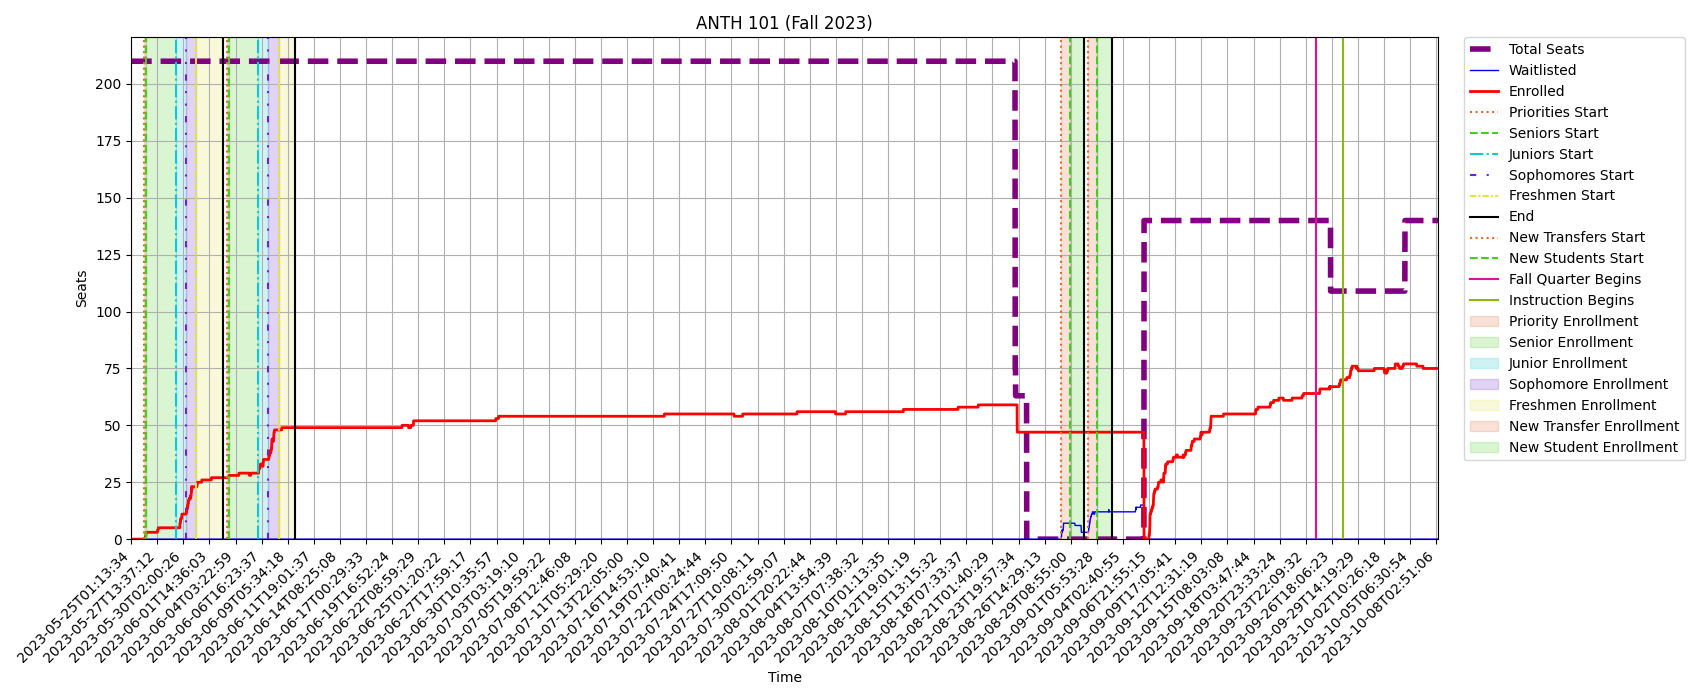 ANTH 101 (Fall 2023)
Seats
200
175
150
125
100
75
50
25
0
2023-05-25T01:13:34
2023-05-27T13:37:12
2023-05-30T02:00:26
2023-06-01T14:36:03
2023-06-04T03:22:59
2023-06-06T16:23:37
2023-06-09T05:34:18
2023-06-11T19:01:37
2023-06-14T08:25:08
2023-06-17T00:29:33
2023-06-19T16:52:24
2023-06-22T08:59:29
2023-06-25T01:20:22
2023-06-27T17:59:17
2023-06-30T10:35:57
2023-07-03T03:19:10
2023-07-05T19:59:22
2023-07-08T12:46:08
2023-07-11T05:29:20
2023-07-13T22:05:00
2023-07-16T14:53:10
2023-07-19T07:40:41
2023-07-22T00:24:44
2023-07-24T17:09:50
2023-07-27T10:08:11
2023-07-30T02:59:07
2023-08-01T20:22:44
2023-08-04T13:54:39
2023-08-07T07:38:32
2023-08-10T01:13:35
2023-08-12T19:01:19
2023-08-15T13:15:32
2023-08-18T07:33:37
2023-08-21T01:40:29
2023-08-23T19:57:34
2023-08-26T14:29:13
2023-08-29T08:55:00
2023-09-01T05:53:28
2023-09-04T02:40:55
2023-09-06T21:55:15
2023-09-09T17:05:41
2023-09-12T12:31:19
2023-09-15T08:03:08
2023-09-18T03:47:44
2023-09-20T23:33:24
2023-09-23T22:09:32
2023-09-26T18:06:23
2023-09-29T14:19:29
2023-10-02T10:26:18
2023-10-05T06:30:54
2023-10-08T02:51:06
Time
Total Seats
Waitlisted
Enrolled
Priorities Start
Seniors Start
Juniors Start
Sophomores Start
Freshmen Start
End
New Transfers Start
New Students Start
Fall Quarter Begins
Instruction Begins
Priority Enrollment
Senior Enrollment
Junior Enrollment
Sophomore Enrollment
Freshmen Enrollment
New Transfer Enrollment
New Student Enrollment